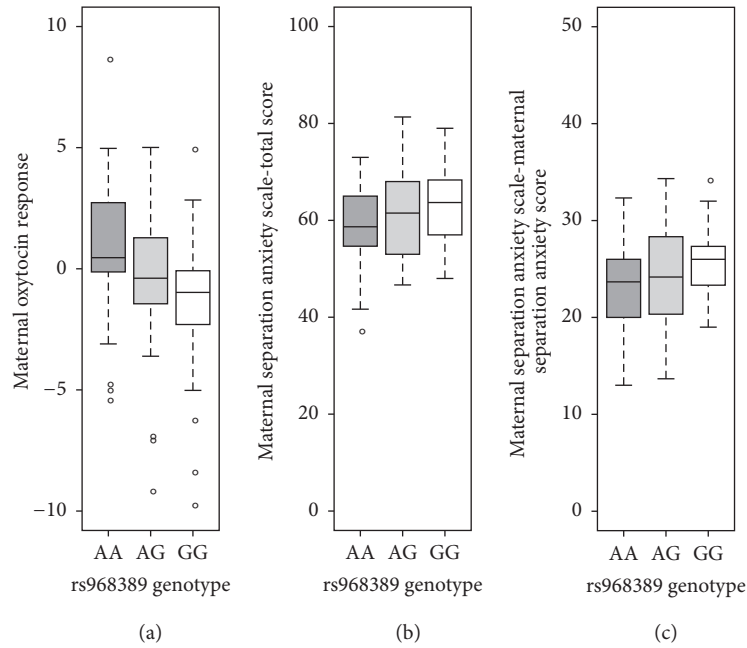 Maternal oxytocin response
10
5
0
−5
−10
AA AG GG
rs968389 genotype
(a)
Maternal separation anxiety scale-total score
100
80
60
40
20
0
AA AG GG
rs968389 genotype
(b)
Maternal separation anxiety scale-maternal
separation anxiety score
50
40
30
20
10
0
AA AG GG
rs968389 genotype
(c)